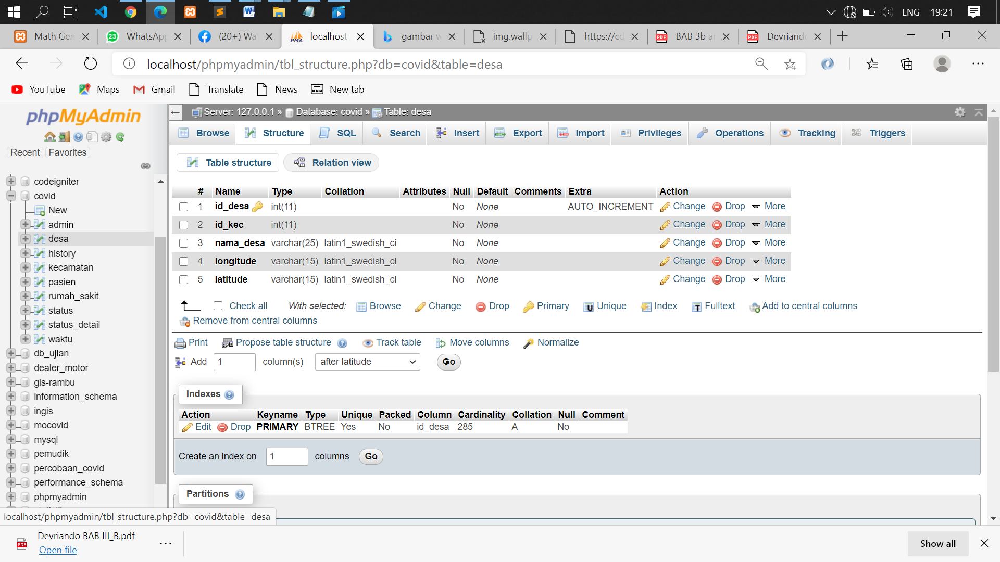 ENG 19:21
Math Gen WhatsApp (20+) Wat localhost gambar w img.wallp https://cd BAB 3b ar Devriando
localhost/phpmyadmin/tbl_structure.php?db=covid&table=desa
YouTube Maps Gmail Translate News New tab
phpMyAdmin
Recent Favorites
codeigniter
covid
New
admin
desa
history
kecamatan
pasien
rumah_sakit
status
status_detail
waktu
db_ujian
dealer_motor
gis-rambu
information_schema
ingis
mocovid
mysql
pemudik
percobaan_covid
performance_schema
phpmyadmin
Server: 127.0.0.1 » Database: covid » Table: desa
Browse Structure SQL Search Insert Export Import Privileges Operations Tracking Triggers
Table structure Relation view
# Name Type Collation Attributes Null Default Comments Extra Action
1 id_desa int(11) No None AUTO_INCREMENT Change Drop More
2 id_kec int(11) No None Change Drop More
3 nama_desa varchar(25) latin1_swedish_ci No None Change Drop More
4 longitude varchar(15) latin1_swedish_ci No None Change Drop More
5 latitude varchar(15) latin1_swedish_ci No None Change Drop More
Check all With selected: Browse Change Drop Primary Unique Index Fulltext Add to central columns
Remove from central columns
Print Propose table structure Track table Move columns Normalize
Add 1 column(s) after latitude Go
Indexes
Action Keyname Type Unique Packed Column Cardinality Collation Null Comment
Edit Drop PRIMARY BTREE Yes No id_desa 285 A No
Create an index on 1 columns Go
Partitions
localhost/phpmyadmin/tbl_structure.php?db=covid&table=desa
Devriando BAB III_B.pdf
Open file
Show all